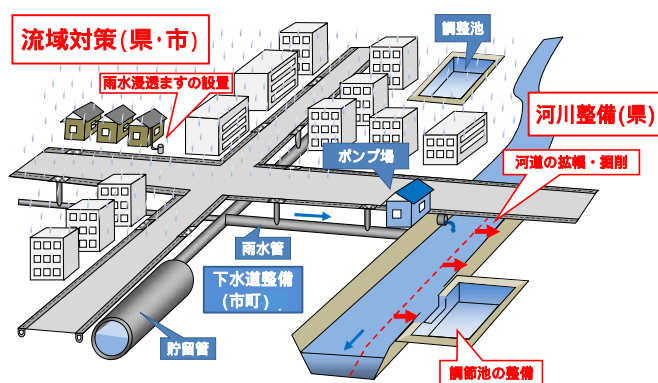 流域対策(県･市)
調整池
雨水浸透ますの設置
河川整備(県)
ポンプ場
河道の拡幅・掘削
雨水管
下水道整備
(市町)
貯留管
調節池の整備